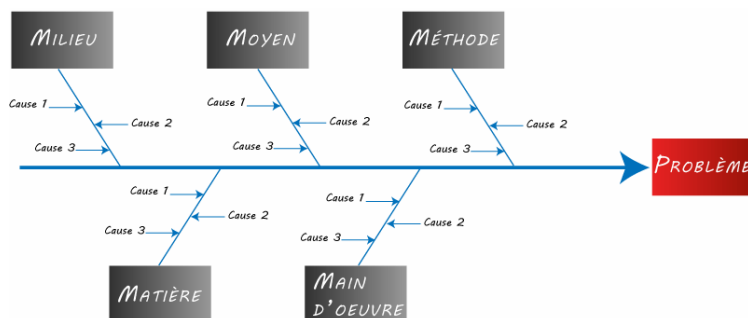 MILIEU
MOYEN
MÉTHODE
Cause 1
Cause 2
Cause 3
Cause 1
Cause 2
Cause 3
Cause 1
Cause 2
Cause 3
PROBLÈME
Cause 1
Cause 2
Cause 3
Cause 1
Cause 2
Cause 3
MATIÈRE
MAIN
D'OEUVRE